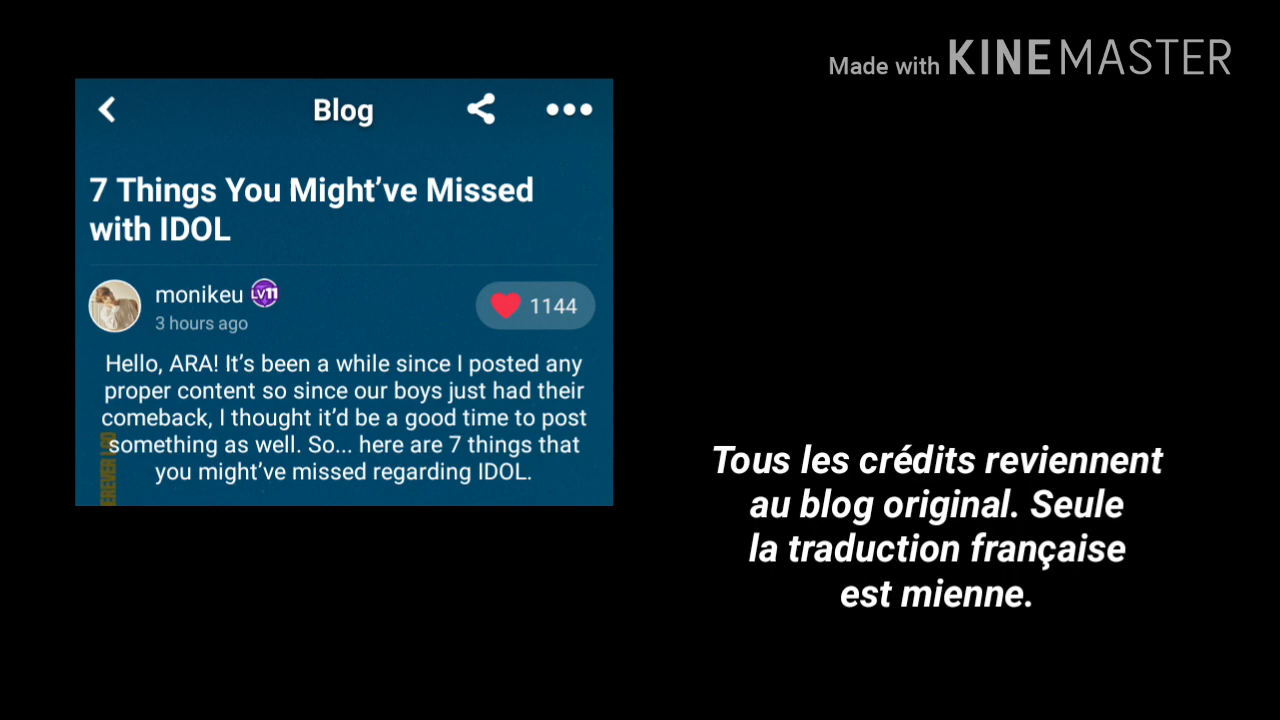 Made with KINEMASTER
Blog
7 Things You Might’ve Missed
with IDOL
monikeu LV11
3 hours ago
1144
Hello, ARA! It’s been a while since I posted any
proper content so since our boys just had their
comeback, I thought it’d be a good time to post
something as well. So... here are 7 things that
you might’ve missed regarding IDOL.
Tous les crédits reviennent
au blog original. Seule
la traduction française
est mienne.